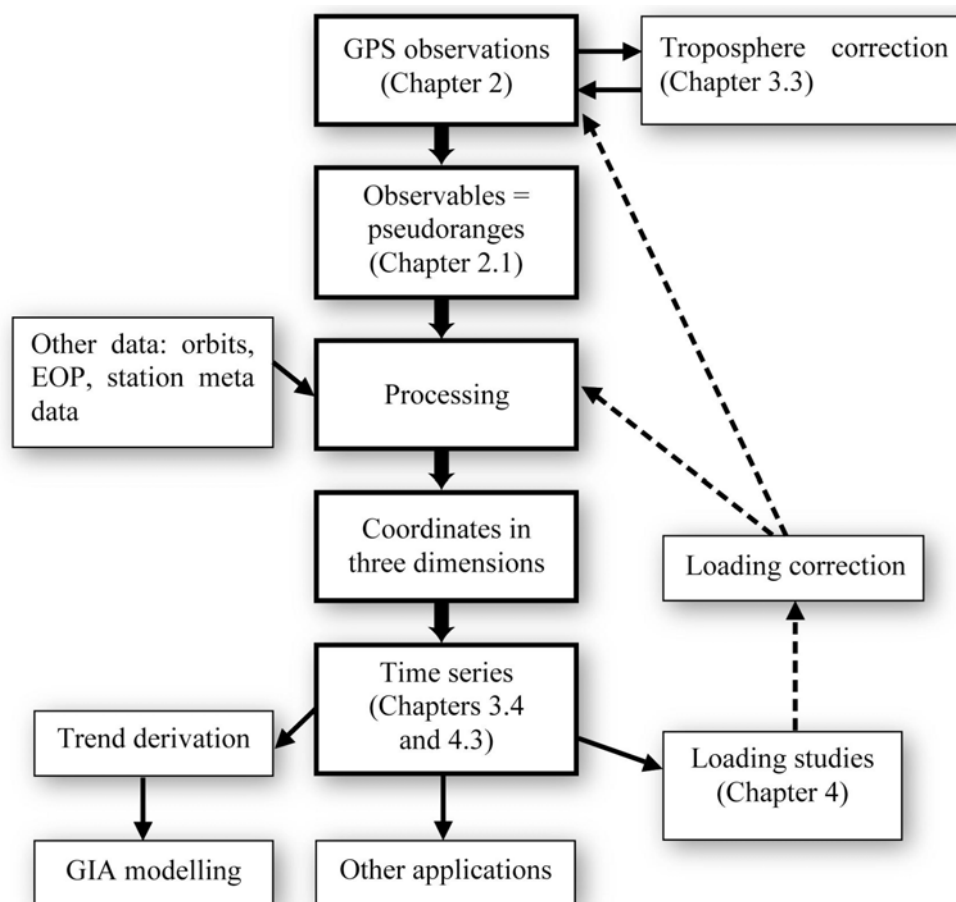 GPS observations
(Chapter 2)
Troposphere correction
(Chapter 3.3)
Observables =
pseudoranges
(Chapter 2.1)
Other data: orbits,
EOP, station meta
data
Processing
Coordinates in
three dimensions
Loading correction
Time series
(Chapters 3.4
and 4.3)
Trend derivation
Loading studies
(Chapter 4)
GIA modelling
Other applications